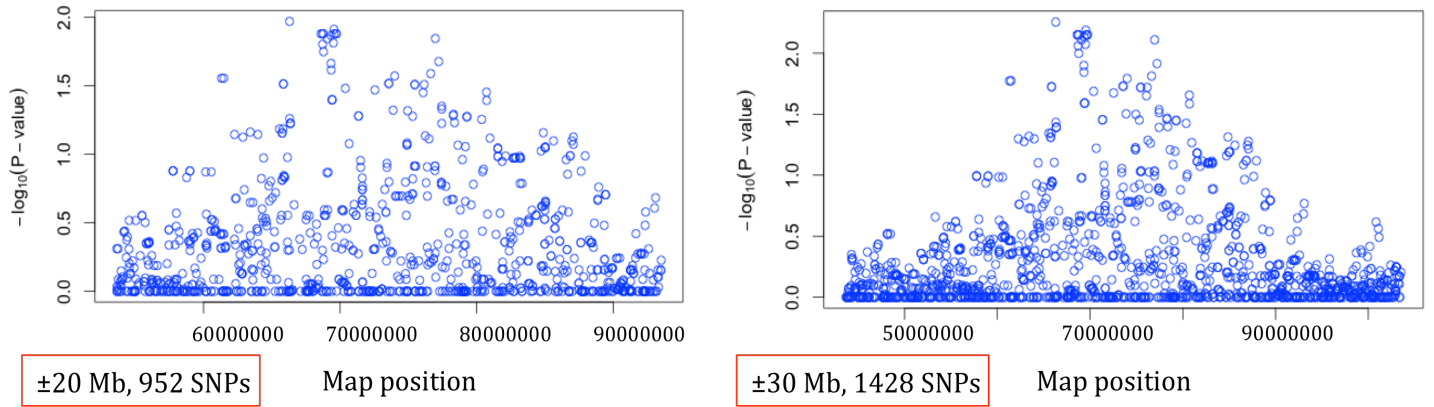 2.0
1.5
1.0
0.5
0.0
−log10(P − value)
60000000 70000000 80000000 90000000
±20 Mb, 952 SNPs
Map position
2.0
1.5
1.0
0.5
0.0
−log10(P − value)
50000000 70000000 90000000
±30 Mb, 1428 SNPs
Map position